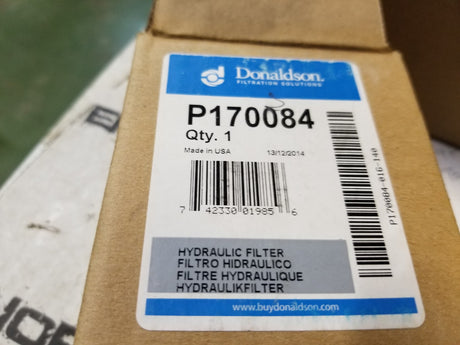 Donaldson.
FILTRATION SOLUTIONS
P170084
Qty. 1
Made in USA 13/12/2014
7 42330 01985 6
P170084-016-140
HYDRAULIC FILTER
FILTRO HIDRAULICO
FILTRE HYDRAULIQUE
HYDRAULIKFILTER
www.buydonaldson.com